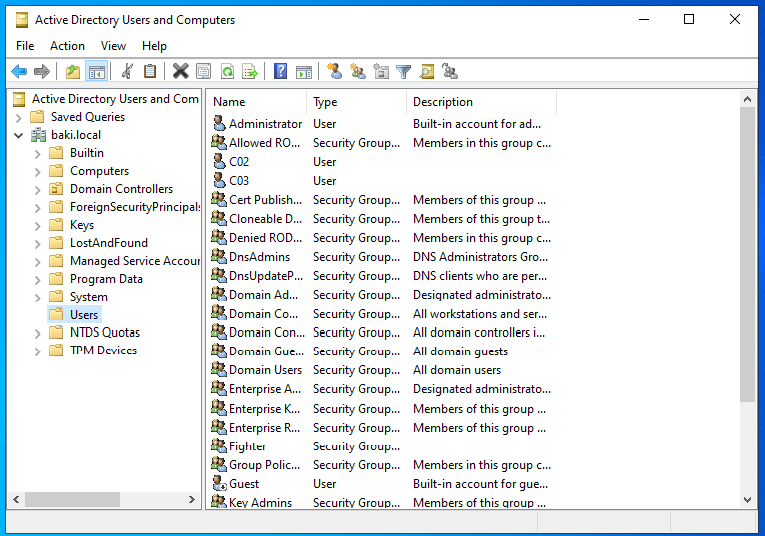 Active Directory Users and Computers
File Action View Help
Active Directory Users and Com
Saved Queries
baki.local
Builtin
Computers
Domain Controllers
ForeignSecurityPrincipals
Keys
LostAndFound
Managed Service Accour
Program Data
System
Users
NTDS Quotas
TPM Devices
Name Type Description
Administrator User Built-in account for ad...
Allowed RO... Security Group... Members in this group c...
C02 User
C03 User
Cert Publish... Security Group... Members of this group ...
Cloneable D... Security Group... Members of this group t...
Denied ROD... Security Group... Members in this group c...
DnsAdmins Security Group... DNS Administrators Gro...
DnsUpdateP... Security Group... DNS clients who are per...
Domain Ad... Security Group... Designated administrato...
Domain Co... Security Group... All workstations and ser...
Domain Con... Security Group... All domain controllers i...
Domain Gue... Security Group... All domain guests
Domain Users Security Group... All domain users
Enterprise A... Security Group... Designated administrato...
Enterprise K... Security Group... Members of this group ...
Enterprise R... Security Group... Members of this group ...
Fighter Security Group...
Group Polic... Security Group... Members in this group c...
Guest User Built-in account for gue...
Key Admins Security Group... Members of this group ...